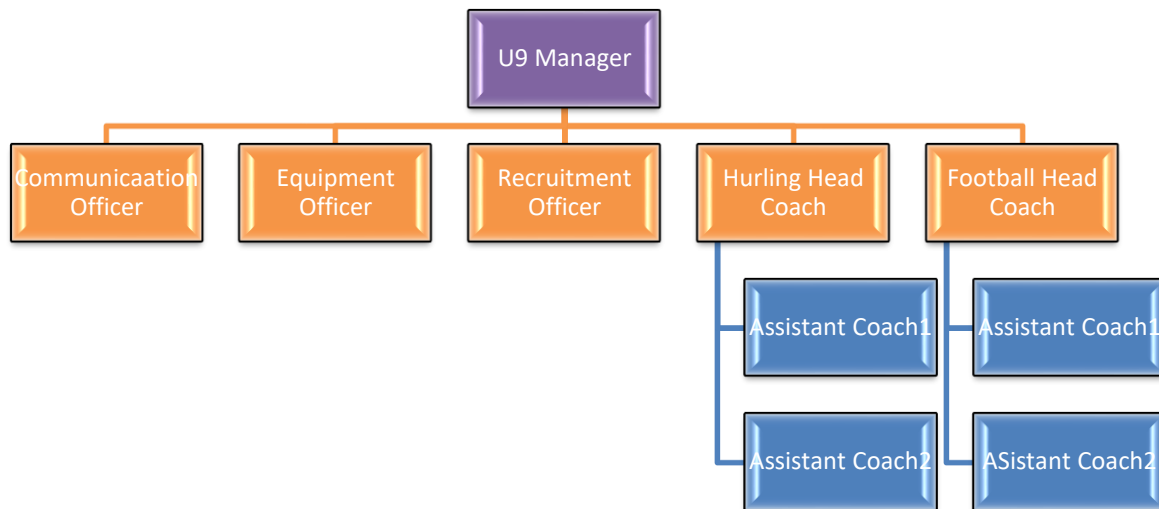 U9 Manager
Communicaation
Officer
Equipment
Officer
Recruitment
Officer
Hurling Head
Coach
Football Head
Coach
Assistant Coach1
Assistant Coach1
Assistant Coach2
ASistant Coach2